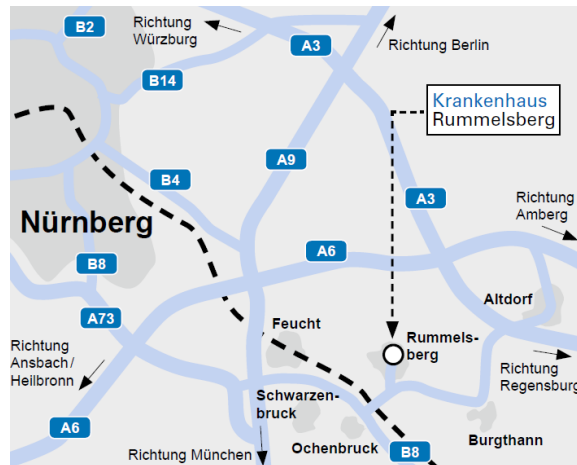 B2
Richtung
Würzburg
A3
Richtung Berlin
B14
Krankenhaus
Rummelsberg
A9
B4
A3
Richtung
Amberg
Nürnberg
A6
B8
Altdorf
A73
Feucht
Rummels-
berg
Richtung
Ansbach/
Heilbronn
Richtung
Regensburg
Schwarzen-
bruck
A6
Ochenbruck
Burgthann
B8
Richtung München